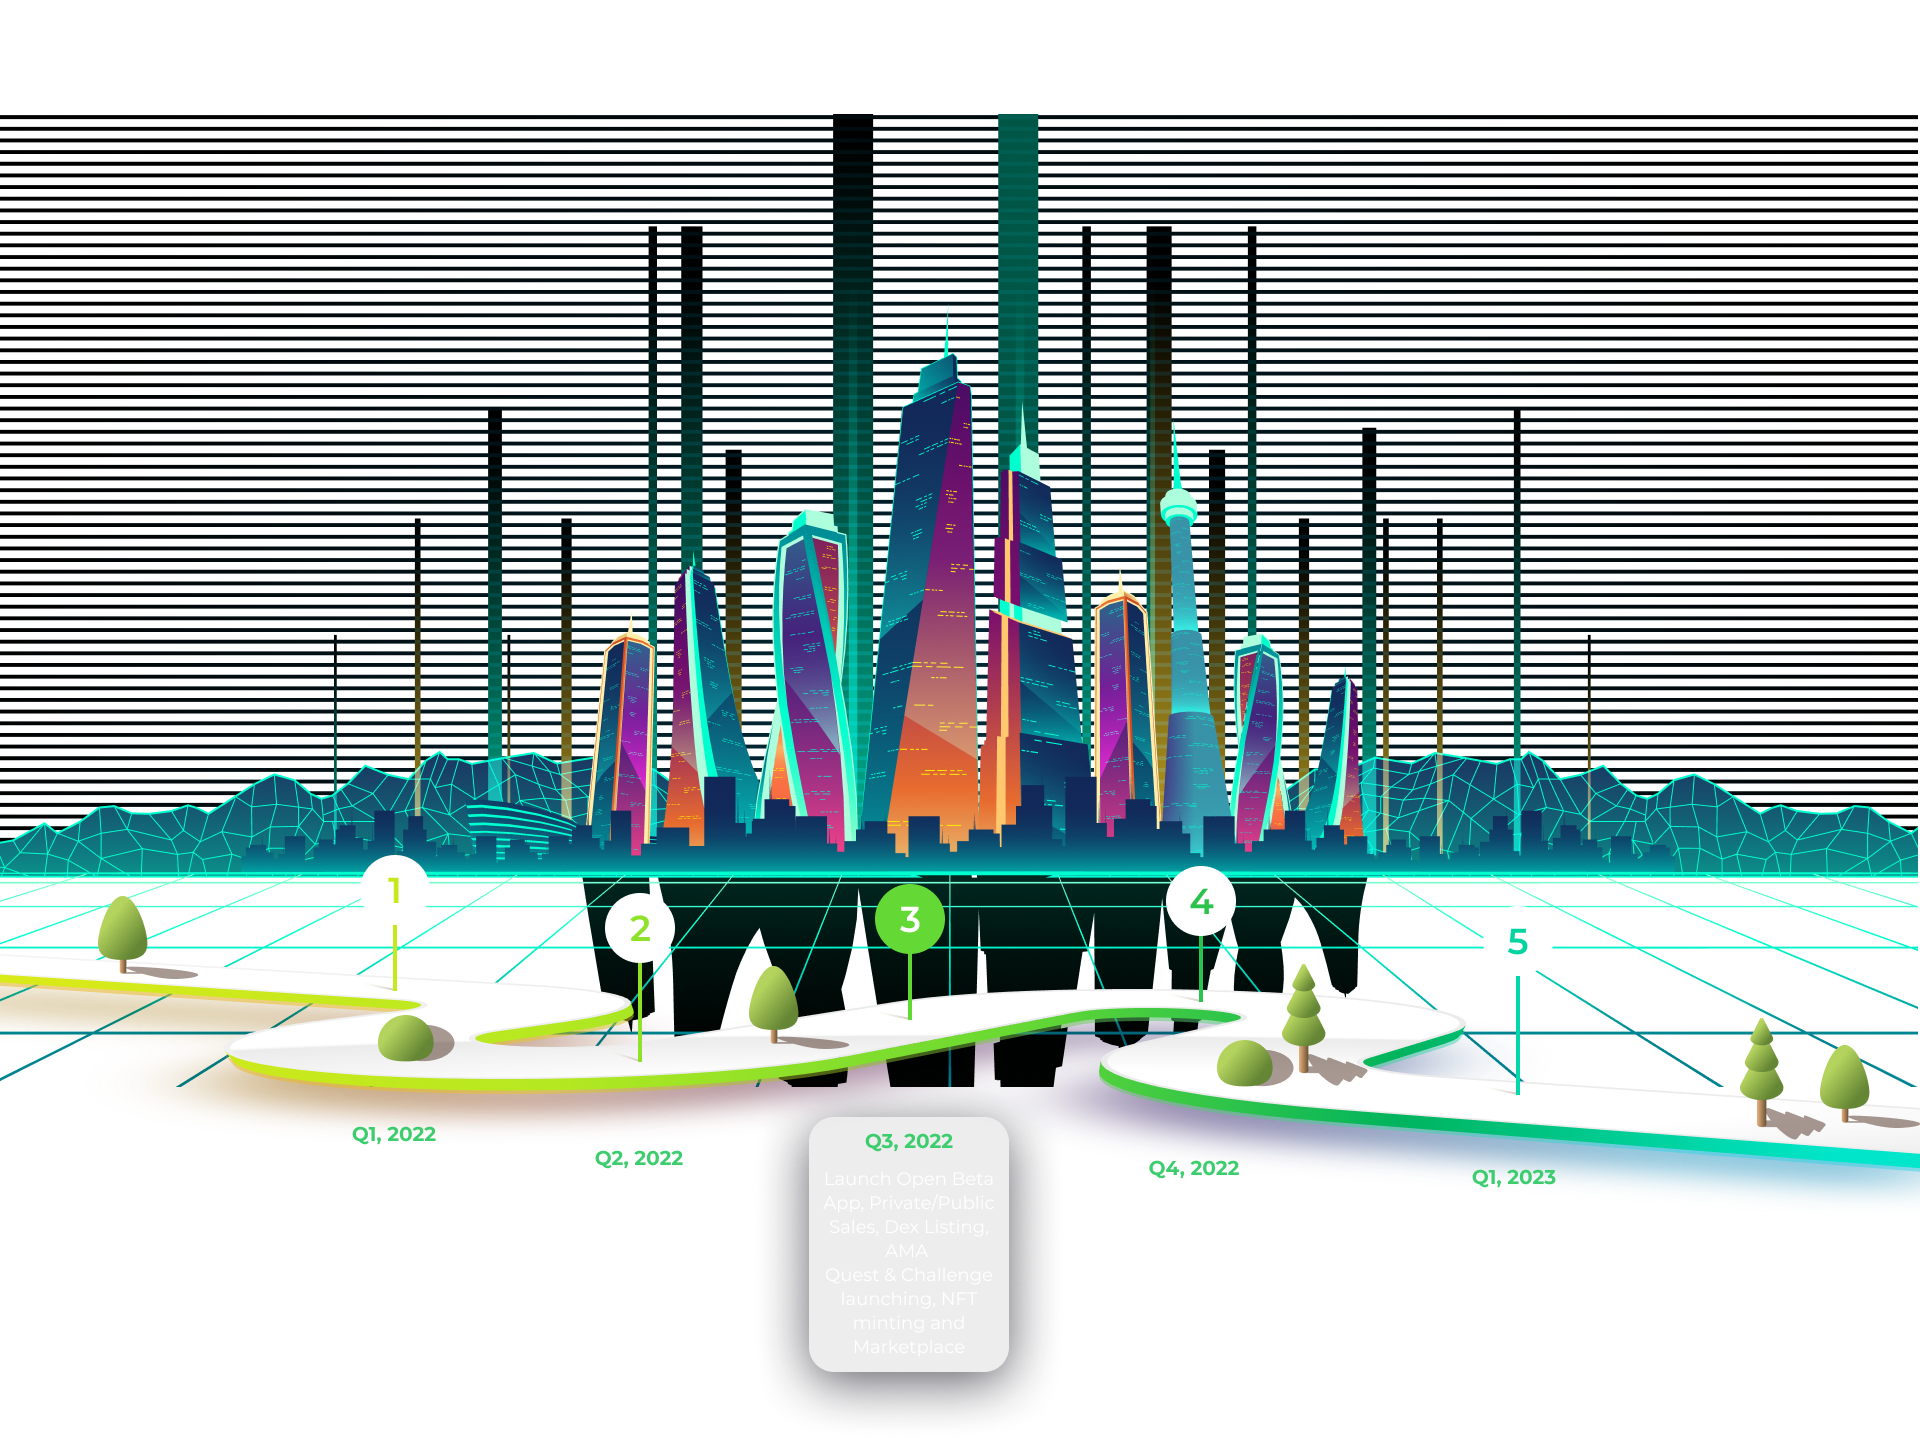 1
2
3
4
5
Q1, 2022
Q2, 2022
Q3, 2022
Launch Open Beta
App, Private/Public
Sales, Dex Listing,
AMA
Quest & Challenge
launching, NFT
minting and
Marketplace
Q4, 2022
Q1, 2023